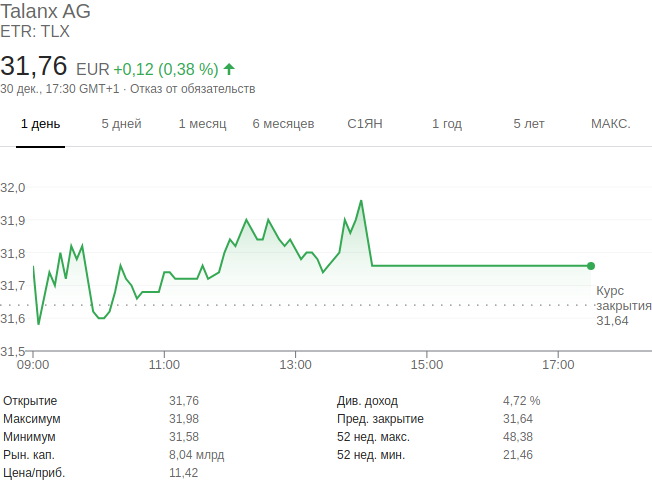 Talanx AG
ETR: TLX
31,76 EUR +0,12 (0,38 %)
30 дек., 17:30 GMT+1 · Отказ от обязательств
1 день 5 дней 1 месяц 6 месяцев С1ЯН 1 год 5 лет МАКС.
32,0
31,9
31,8
31,7
31,6
31,5
Курс
закрытия
31,64
09:00 11:00 13:00 15:00 17:00
Открытие 31,76 Див. доход 4,72 %
Максимум 31,98 Пред. закрытие 31,64
Минимум 31,58 52 нед. макс. 48,38
Рын. кап. 8,04 млрд 52 нед. мин. 21,46
Цена/приб. 11,42